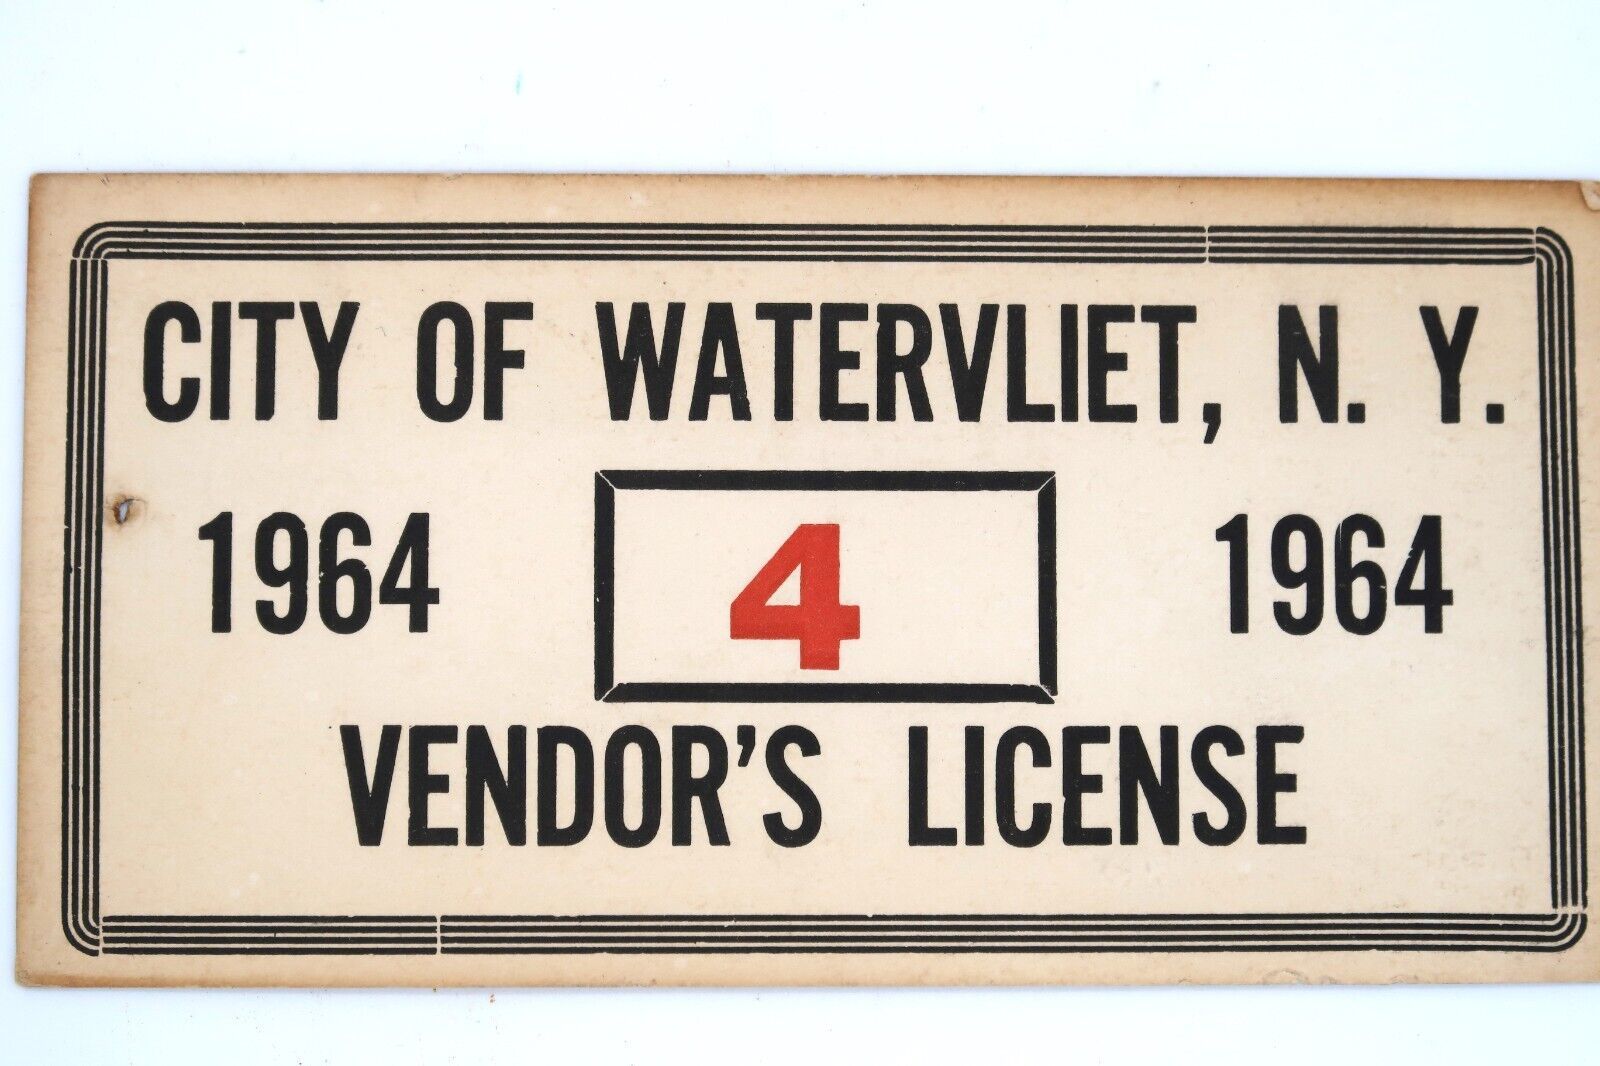 CITY OF WATERVLIET, N. Y.
1964 4 1964
VENDOR'S LICENSE